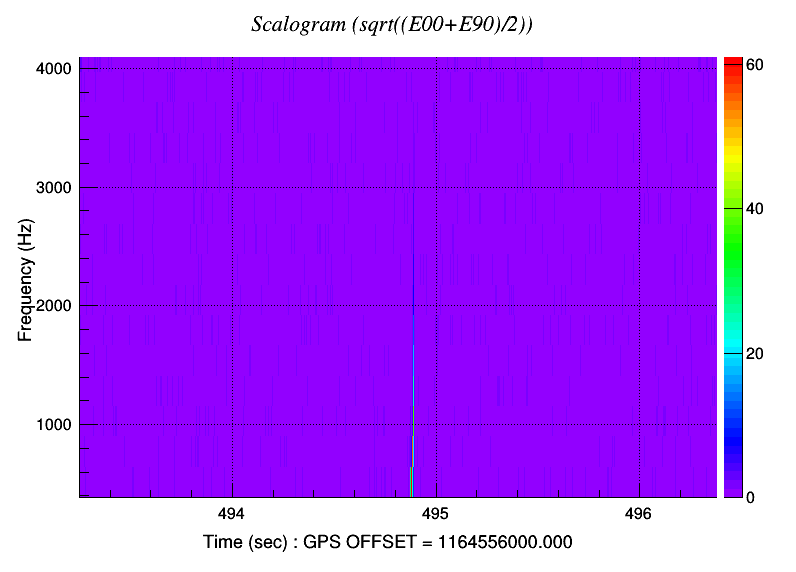 Scalogram (sqrt((E00+E90)/2))
4000
3000
2000
1000
Frequency (Hz)
60
40
20
0
494 495 496
Time (sec) : GPS OFFSET = 1164556000.000